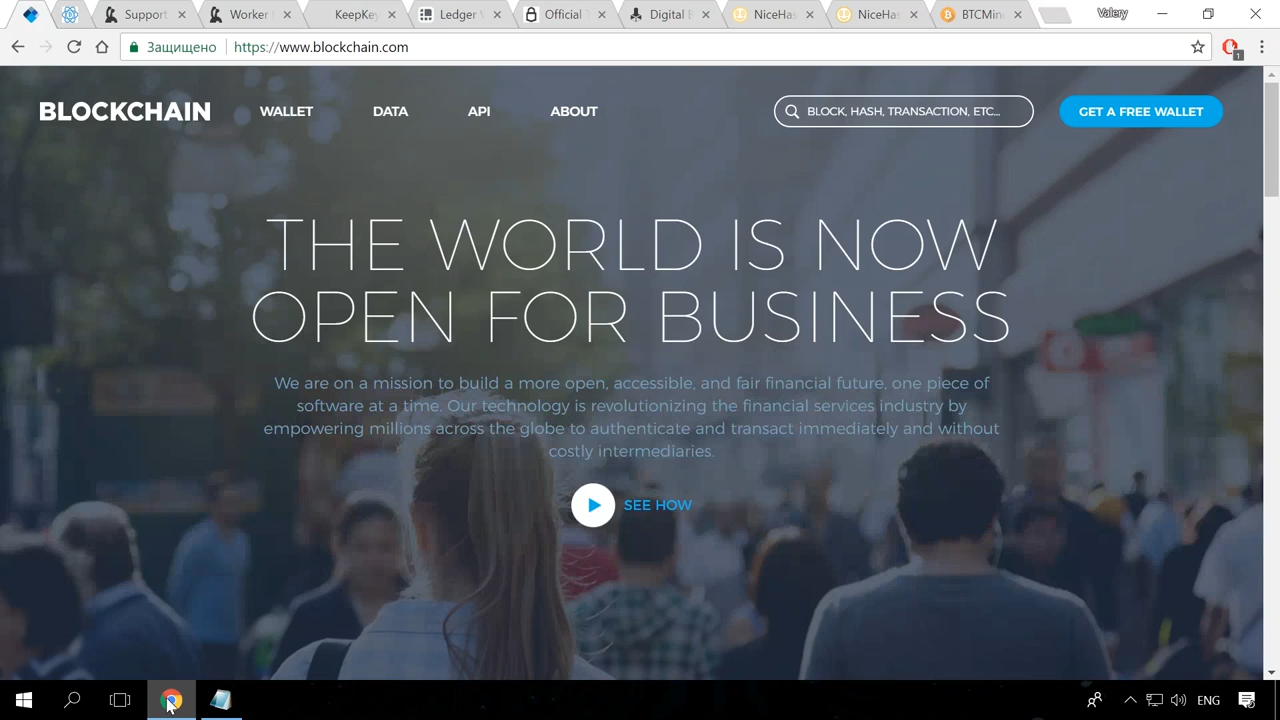 Support
Worker
KeepKey
Ledger
Official
Digital
NiceHas
NiceHas
BTCMine
Valery
Защищено
https://www.blockchain.com
1
BLOCKCHAIN
WALLET
DATA
API
ABOUT
BLOCK, HASH, TRANSACTION, ETC...
GET A FREE WALLET
THE WORLD IS NOW
OPEN FOR BUSINESS
We are on a mission to build a more open, accessible, and fair financial future, one piece of
software at a time. Our technology is revolutionizing the financial services industry by
empowering millions across the globe to authenticate and transact immediately and without
costly intermediaries.
SEE HOW
ENG